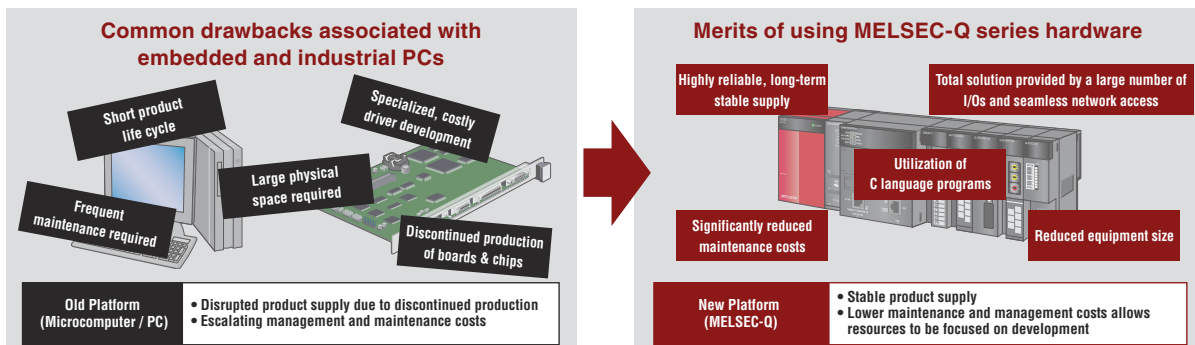 Common drawbacks associated with
embedded and industrial PCs
Short product
life cycle
Specialized, costly
driver development
Large physical
space required
Frequent
maintenance required
Discontinued production
of boards & chips
Old Platform
(Microcomputer / PC)
• Disrupted product supply due to discontinued production
• Escalating management and maintenance costs
Merits of using MELSEC-Q series hardware
Highly reliable, long-term
stable supply
Total solution provided by a large number of
I/Os and seamless network access
Utilization of
C language programs
Significantly reduced
maintenance costs
Reduced equipment size
New Platform
(MELSEC-Q)
• Stable product supply
• Lower maintenance and management costs allows
resources to be focused on development